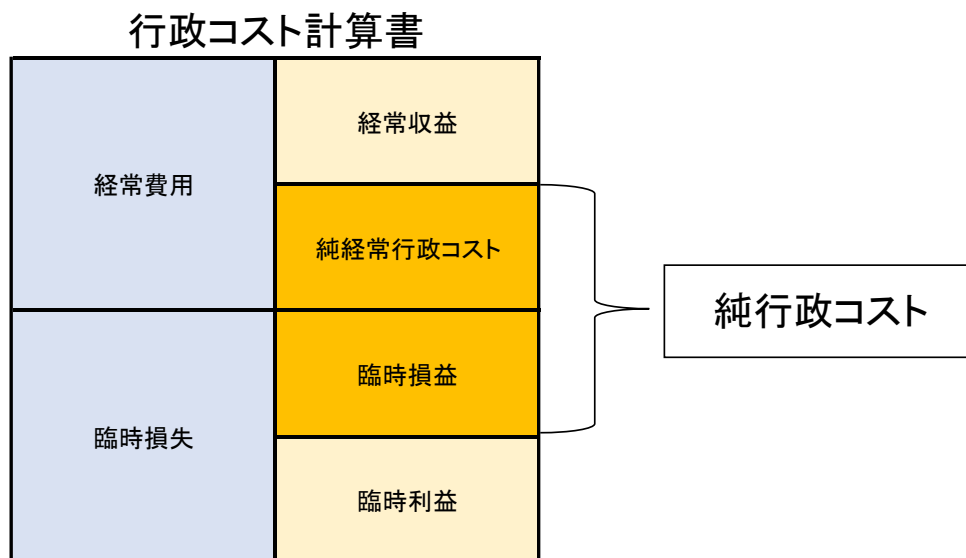 行政コスト計算書
経常費用
経常収益
純経常行政コスト
純行政コスト
臨時損失
臨時損益
臨時利益